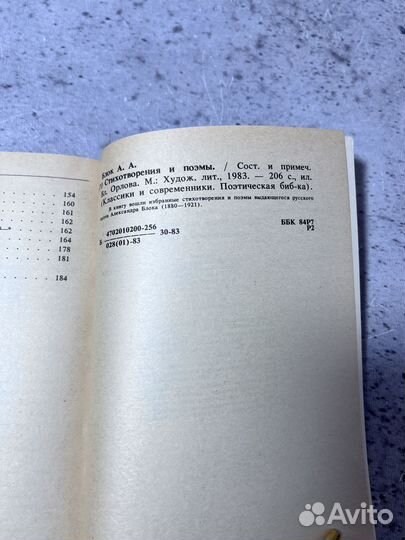 154
160
161
161
162
162
164
178
181
184
Блок А. А.
Стихотворения и поэмы. / Сост. и примеч.
Вл. Орлова. М.: Худож. лит., 1983. — 206 с., ил.
(Классики и современники. Поэтическая биб-ка).
В книгу вошли избранные стихотворения и поэмы выдающегося русского
поэта Александра Блока (1880—1921).
4702010200-256
30-83
028(01)-83
ББК 84Р7
Р2
Avito